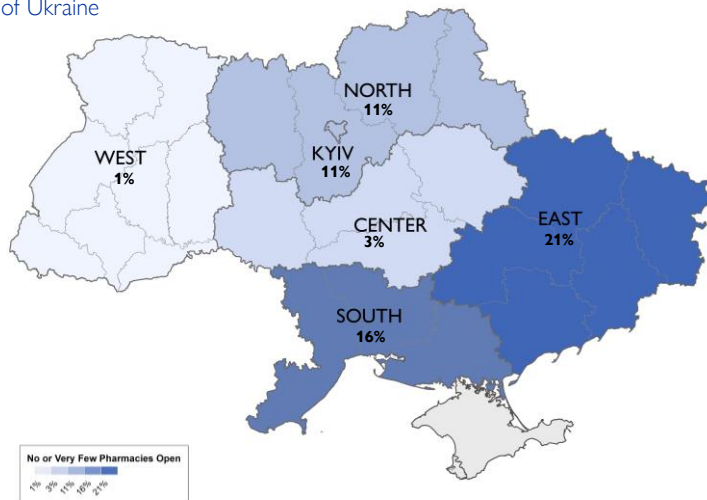 of Ukraine
NORTH
11%
KYIV
11%
WEST
1%
CENTER
3%
EAST
21%
SOUTH
16%
No or Very Few Pharmacies Open
1% 3% 11% 16% 21%